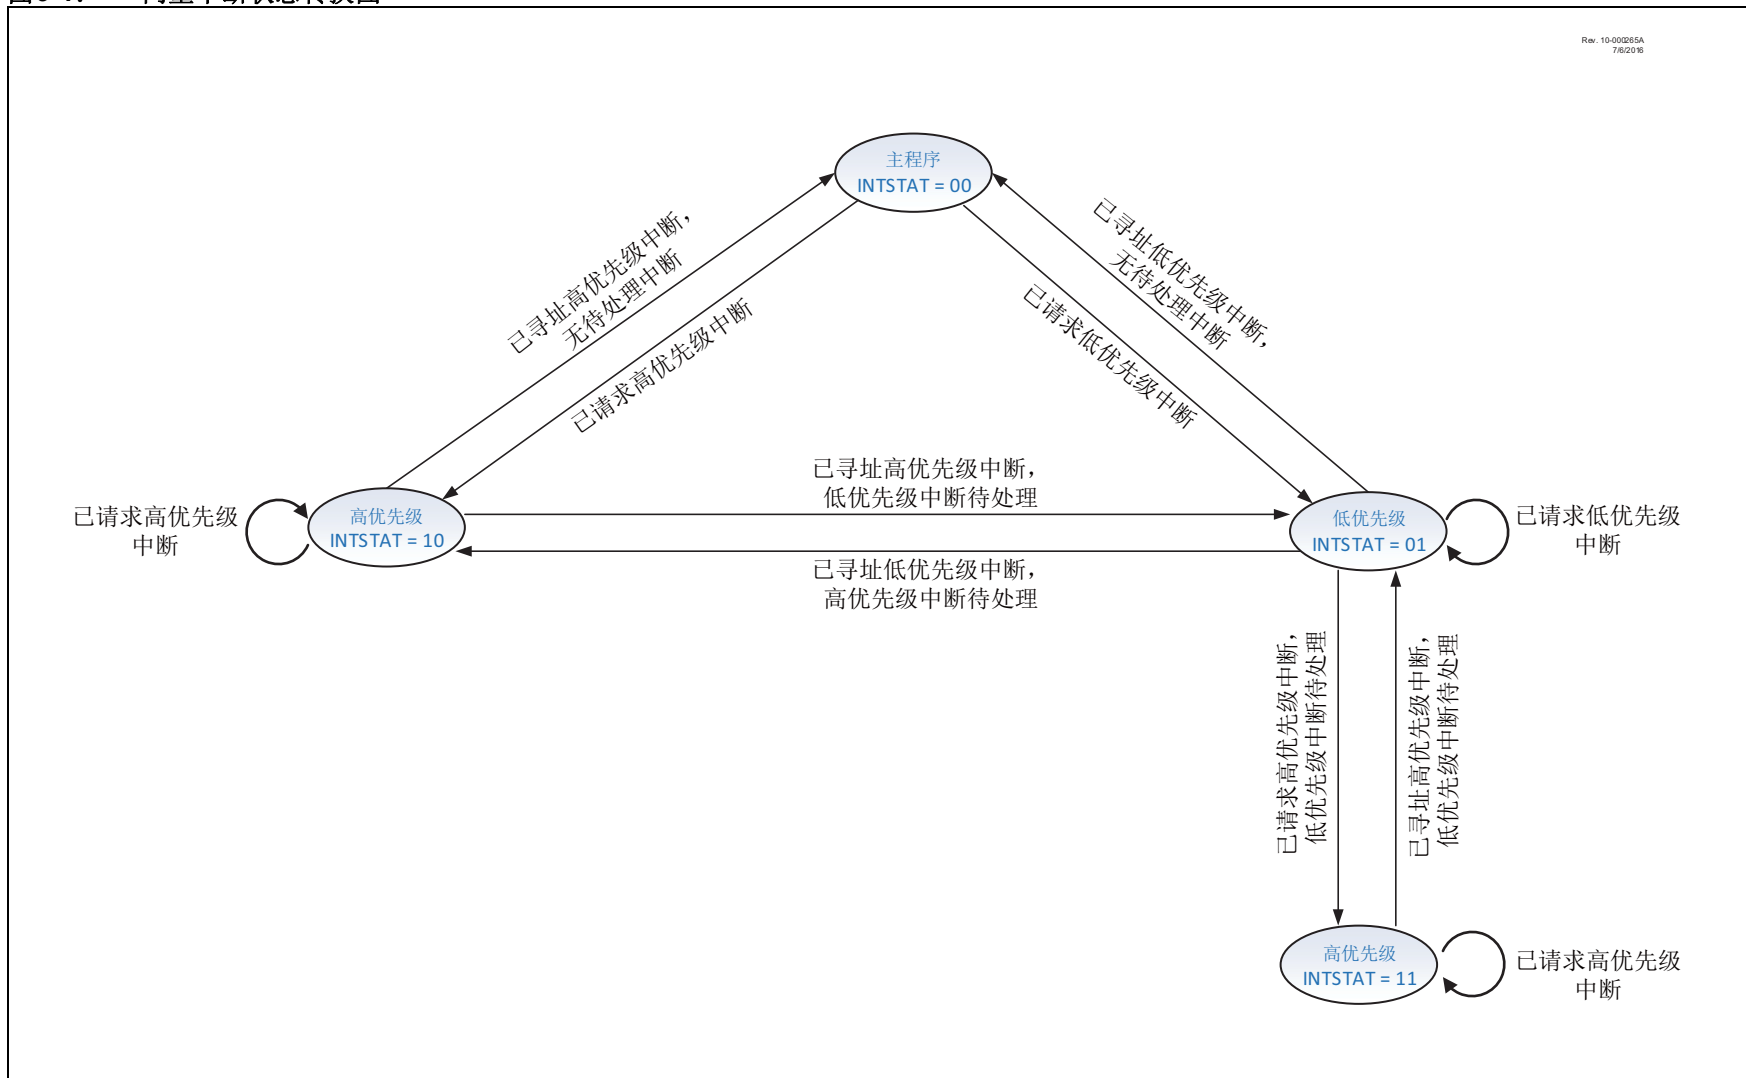 Rev. 10-000265A
7/6/2016
主程序
INTSTAT = 00
已寻址高优先级中断，
无待处理中断
已请求高优先级中断
已寻址低优先级中断，
无待处理中断
已请求低优先级中断
已寻址高优先级中断，
低优先级中断待处理
已请求高优先级
中断
高优先级
INTSTAT = 10
低优先级
INTSTAT = 01
已请求低优先级
中断
已寻址低优先级中断，
高优先级中断待处理
已请求高优先级中断，
低优先级中断待处理
已寻址高优先级中断，
低优先级中断待处理
高优先级
INTSTAT = 11
已请求高优先级
中断